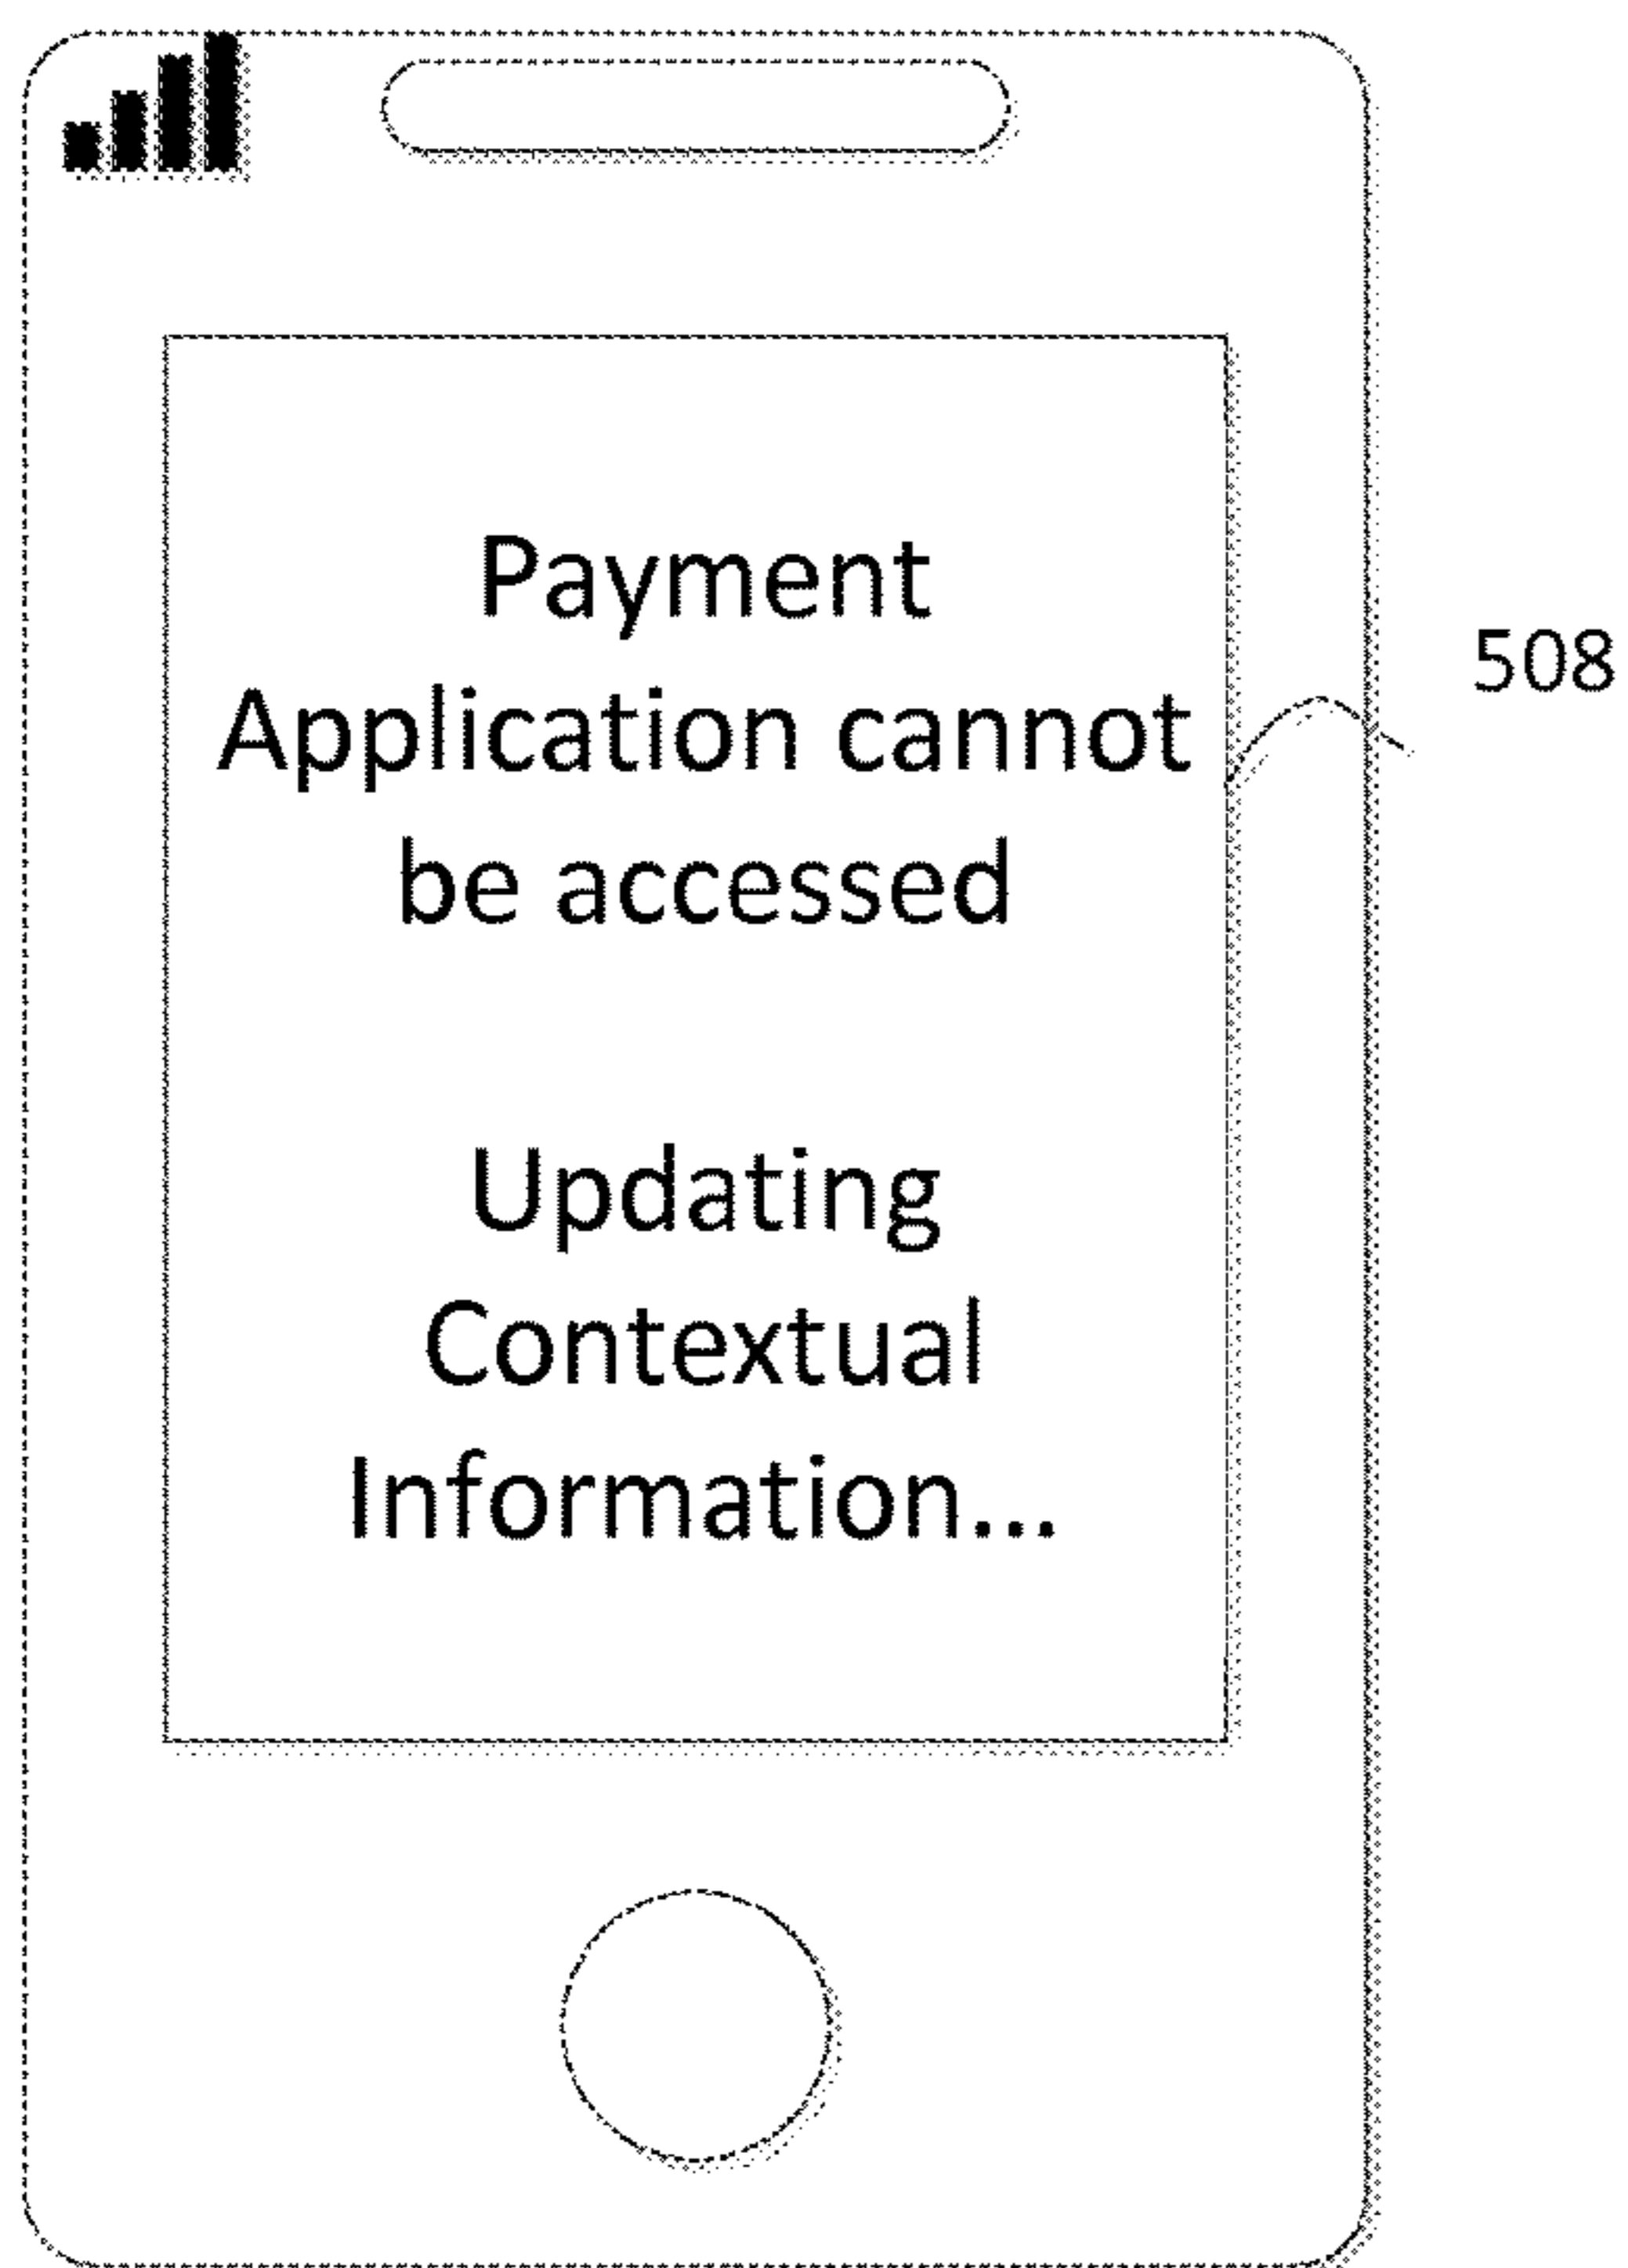 Payment
Application cannot
be accessed
Updating
Contextual
Information...
508